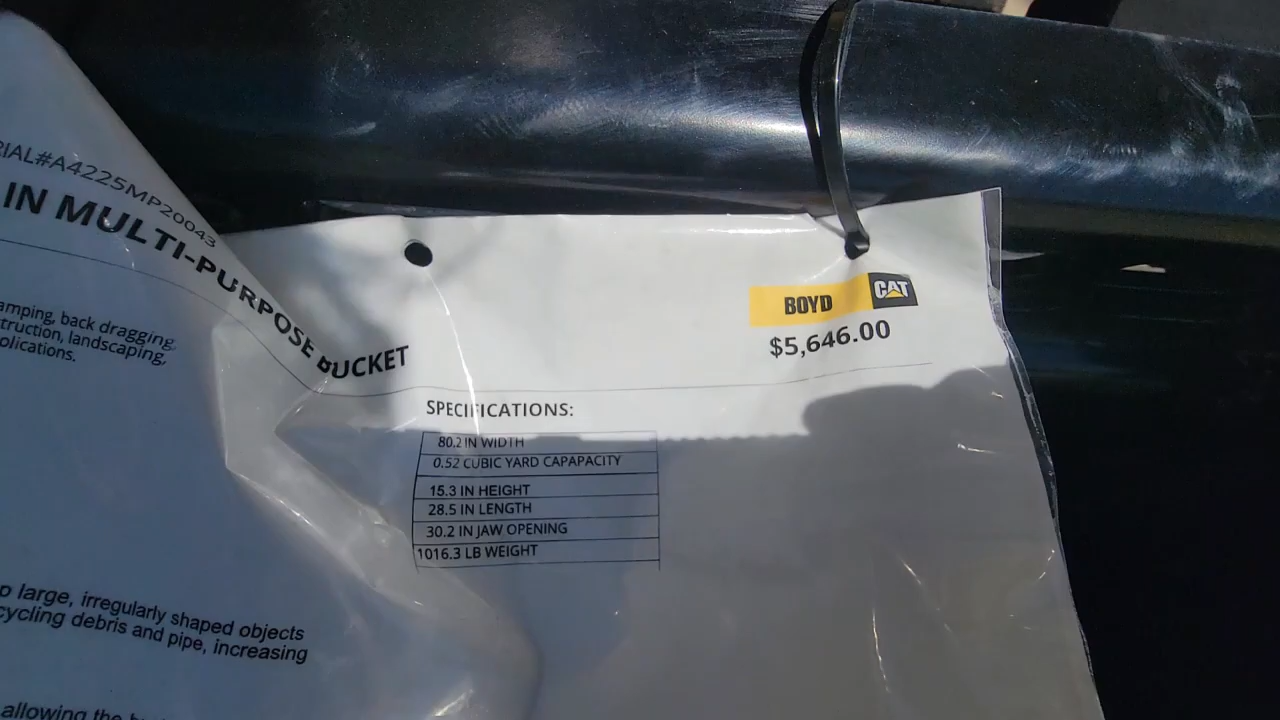 RIAL#A4225MP20043
IN MULTI-PURPOSE BUCKET
amping, back dragging,
truction, landscaping,
plications.
BOYD CAT
$5,646.00
SPECIFICATIONS:
80.2 IN WIDTH
0.52 CUBIC YARD CAPAPACITY
15.3 IN HEIGHT
28.5 IN LENGTH
30.2 IN JAW OPENING
1016.3 LB WEIGHT
p large, irregularly shaped objects
cycling debris and pipe, increasing
allowing the